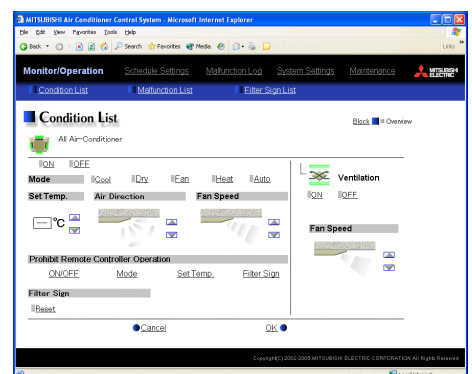 MITSUBISHI Air Conditioner Control System - Microsoft Internet Explorer
File Edit View Favorites Tools Help
Back Search Favorites Media Links
Monitor/Operation Schedule Settings Malfunction Log System Settings Maintenance MITSUBISHI ELECTRIC
Condition List Malfunction List Filter Sign List
Condition List Block Overview
All Air-Conditioner
ON OFF
Mode Cool Dry Fan Heat Auto Ventilation
Set Temp. Air Direction Fan Speed ON OFF
°C
Fan Speed
Prohibit Remote Controller Operation
ON/OFF Mode Set Temp. Filter Sign
Filter Sign
Reset
Cancel OK
Copyright(C) 2002-2005 MITSUBISHI ELECTRIC CORPORATION All Rights Reserved